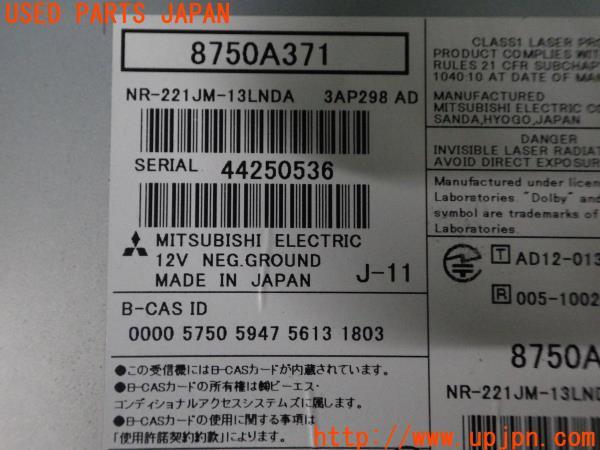 USED PARTS JAPAN
8750A371
NR-221JM-13LNDA 3AP298 AD
SERIAL 44250536
MITSUBISHI ELECTRIC
12V NEG.GROUND
MADE IN JAPAN J-11
B-CAS ID
0000 5750 5947 5613 1803
●この受信機にはB-CASカードが内蔵されています。
●B-CASカードの所有権は㈱ビーエス・
コンディショナルアクセスシステムズに属します。
●B-CASカードの使用に関する事項は
「使用許諾契約約款」によります。
CLASS1 LASER PRO
PRODUCT COMPLIES WITH
RULES 21 CFR SUBCHAP
1040:10 AT DATE OF MA
MANUFACTURED
MITSUBISHI ELECTRIC CO
SANDA,HYOGO,JAPAN
DANGER
INVISIBLE LASER RADIAT
AVOID DIRECT EXPOSUR
Manufactured under licen
Laboratories. "Dolby" and
symbol are trademarks of
Laboratories.
T AD12-013
R 005-1002
8750A
NR-221JM-13LND
http://www.upjpn.com